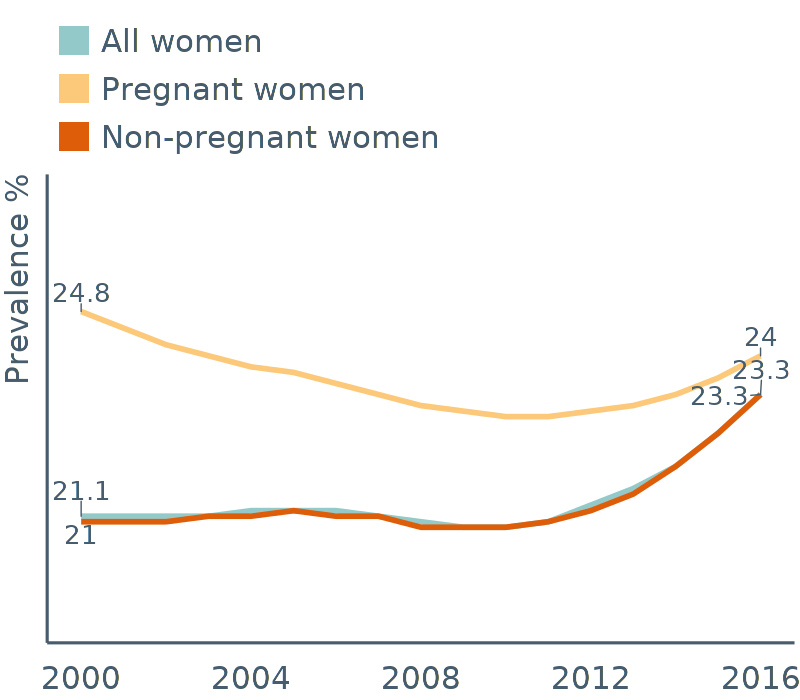 All women
Pregnant women
Non-pregnant women
Prevalence %
24.8
24
23.3
23.3
21.1
21
2000 2004 2008 2012 2016